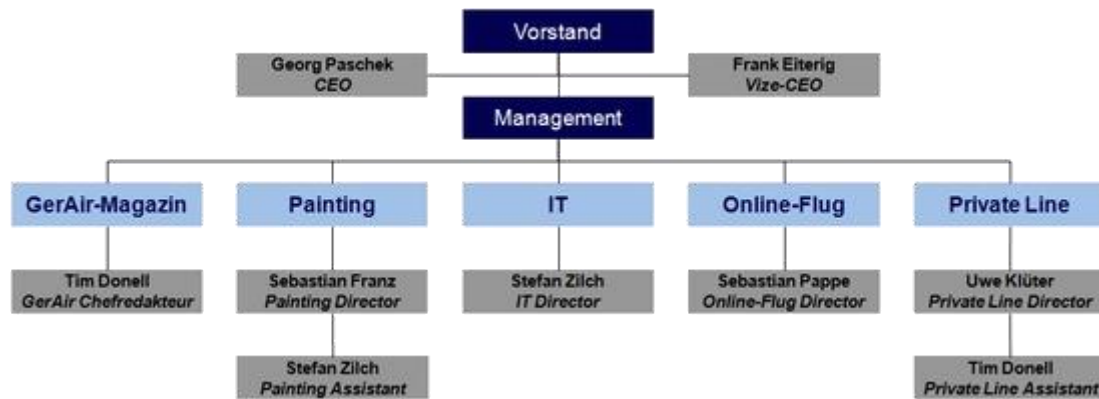 Vorstand
Georg Paschek
CEO
Frank Eiterig
Vize-CEO
Management
GerAir-Magazin
Painting
IT
Online-Flug
Private Line
Tim Donell
GerAir Chefredakteur
Sebastian Franz
Painting Director
Stefan Zilch
IT Director
Sebastian Pappe
Online-Flug Director
Uwe Klüter
Private Line Director
Stefan Zilch
Painting Assistant
Tim Donell
Private Line Assistant